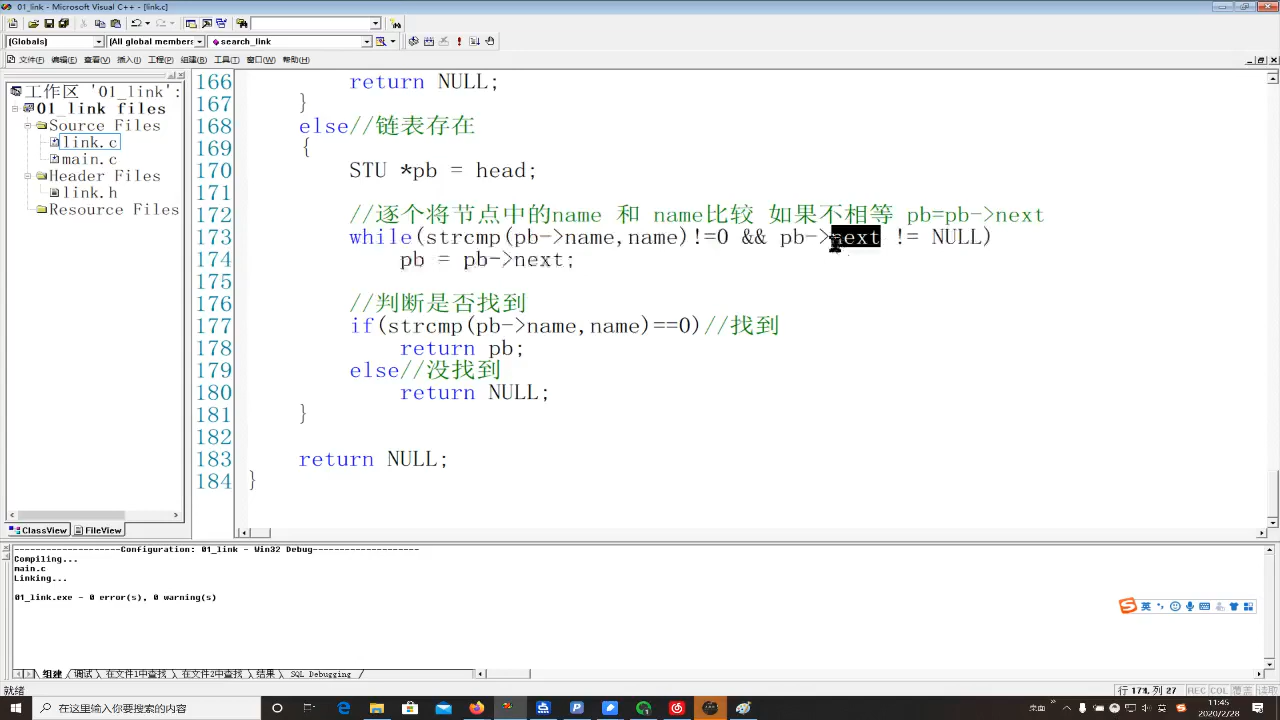 01_link - Microsoft Visual C++ - [link.c]
(Globals) (All global members search_link
文件(F) 编辑(E) 查看(V) 插入(I) 工程(P) 组建(B) 工具(T) 窗口(W) 帮助(H)
工作区 '01_link':
01_link files
Source Files
link.c
main.c
Header Files
link.h
Resource Files
ClassView FileView
166 return NULL;
167 }
168 else//链表存在
169 {
170 STU *pb = head;
171
172 //逐个将节点中的name 和 name比较 如果不相等 pb=pb->next
173 while(strcmp(pb->name,name)!=0 && pb->next != NULL)
174 pb = pb->next;
175
176 //判断是否找到
177 if(strcmp(pb->name,name)==0)//找到
178 return pb;
179 else//没找到
180 return NULL;
181 }
182
183 return NULL;
184 }
--------------------Configuration: 01_link - Win32 Debug--------------------
Compiling...
main.c
Linking...
01_link.exe - 0 error(s), 0 warning(s)
英
组建 调试 在文件1中查找 在文件2中查找 结果 SQL Debugging
就绪
行 174, 列 27 REC COL 覆盖 读取
在这里输入你要搜索的内容
英
11:45
2020/2/28